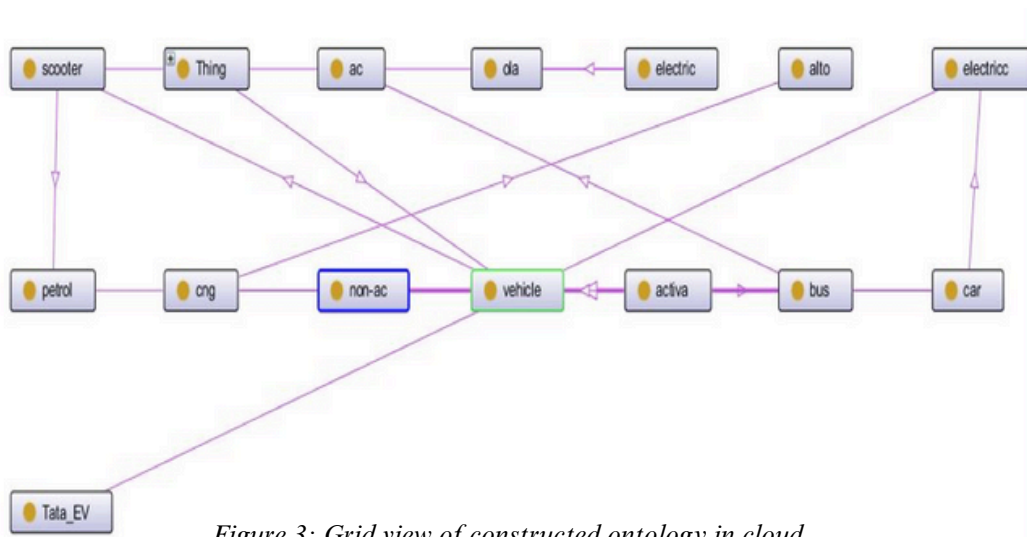 scooter Thing ac ola electric alto electricc
petrol cng non-ac vehicle activa bus car
Tata_EV
Figure 3: Grid view of constructed ontology in cloud